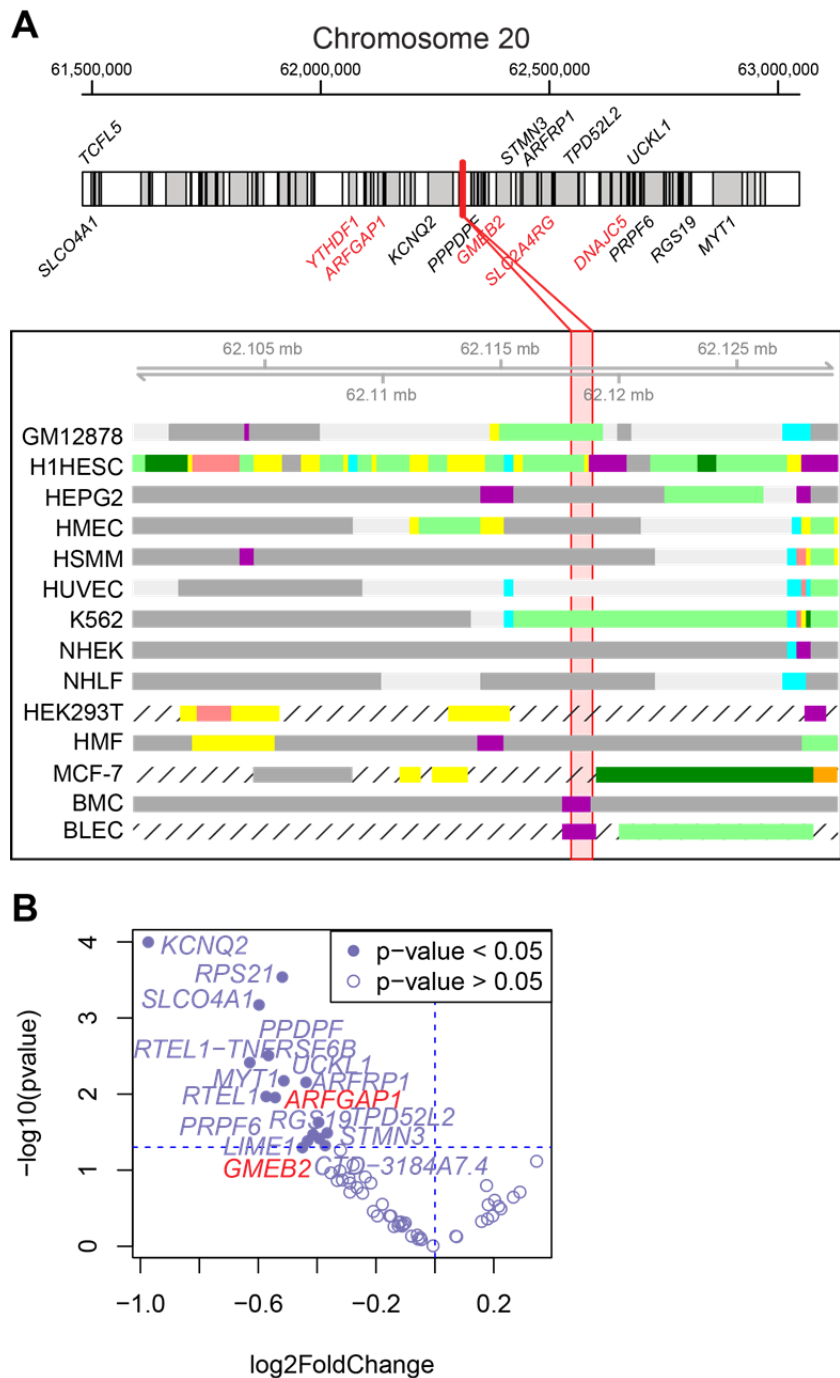 A
Chromosome 20
61,500,000 62,000,000 62,500,000 63,000,000
TCFL5 STMN3 ARFRP1 TPD52L2 UCKL1
SLCO4A1 YTHDF1 ARFGAP1 KCNQ2 PPPDPF GMEB2 SLC2A4RG DNAJC5 PRPF6 RGS19 MYT1
62.105 mb 62.115 mb 62.125 mb
62.11 mb 62.12 mb
GM12878
H1HESC
HEPG2
HMEC
HSMM
HUVEC
K562
NHEK
NHLF
HEK293T
HMF
MCF-7
BMC
BLEC
B
p-value < 0.05
p-value > 0.05
KCNQ2
RPS21
SLCO4A1
PPDPF
RTEL1-TNFRSF6B
UCKL1
MYT1 ARFRP1
RTEL1 ARFGAP1
PRPF6 RGS19 TPD52L2
LIME1 STMN3
GMEB2 CTD-3184A7.4
4
3
2
1
0
-log10(pvalue)
-1.0 -0.6 -0.2 0.2
log2FoldChange